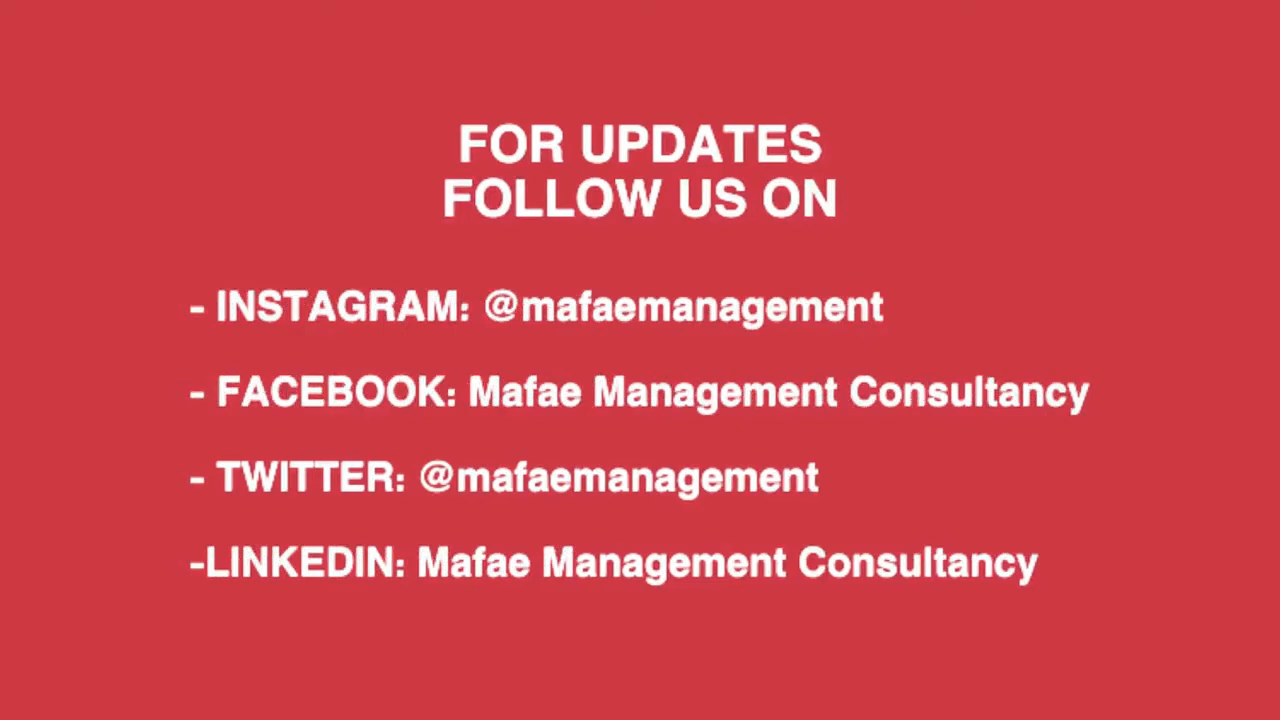 FOR UPDATES
FOLLOW US ON
- INSTAGRAM: @mafaemanagement
- FACEBOOK: Mafae Management Consultancy
- TWITTER: @mafaemanagement
-LINKEDIN: Mafae Management Consultancy